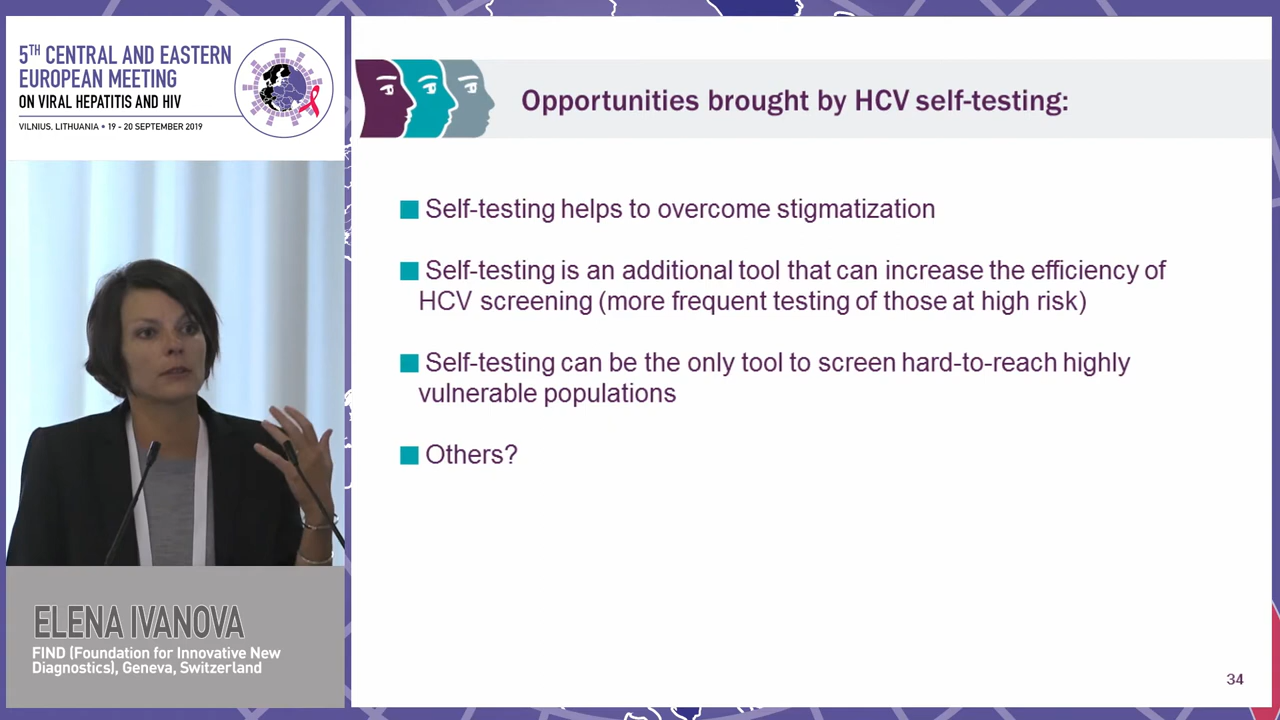 5TH CENTRAL AND EASTERN
EUROPEAN MEETING
ON VIRAL HEPATITIS AND HIV
VILNIUS, LITHUANIA • 19 - 20 SEPTEMBER 2019
ELENA IVANOVA
FIND (Foundation for Innovative New
Diagnostics), Geneva, Switzerland
Opportunities brought by HCV self-testing:
Self-testing helps to overcome stigmatization
Self-testing is an additional tool that can increase the efficiency of
HCV screening (more frequent testing of those at high risk)
Self-testing can be the only tool to screen hard-to-reach highly
vulnerable populations
Others?
34